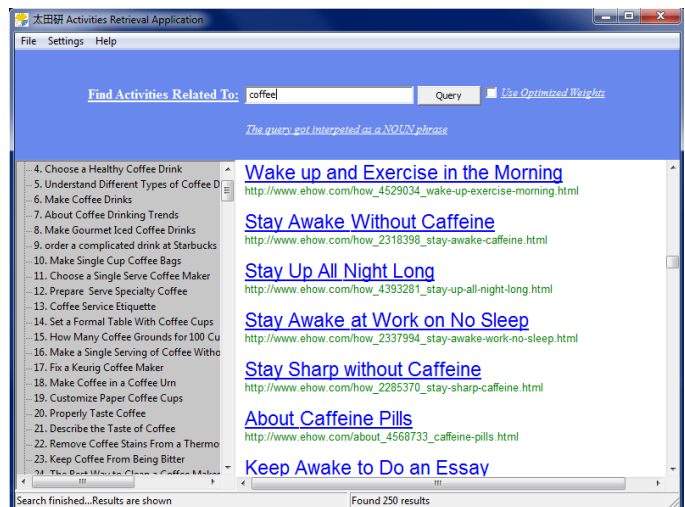 太田研 Activities Retrieval Application
File Settings Help
Find Activities Related To:
coffee
Query
Use Optimized Weights
The query got interpeted as a NOUN phrase
4. Choose a Healthy Coffee Drink
5. Understand Different Types of Coffee D
6. Make Coffee Drinks
7. About Coffee Drinking Trends
8. Make Gourmet Iced Coffee Drinks
9. order a complicated drink at Starbucks
10. Make Single Cup Coffee Bags
11. Choose a Single Serve Coffee Maker
12. Prepare Serve Specialty Coffee
13. Coffee Service Etiquette
14. Set a Formal Table With Coffee Cups
15. How Many Coffee Grounds for 100 Cu
16. Make a Single Serving of Coffee Witho
17. Fix a Keurig Coffee Maker
18. Make Coffee in a Coffee Urn
19. Customize Paper Coffee Cups
20. Properly Taste Coffee
21. Describe the Taste of Coffee
22. Remove Coffee Stains From a Thermo
23. Keep Coffee From Being Bitter
24. The Best Way to Clean a Coffee Maker
Wake up and Exercise in the Morning
http://www.ehow.com/how_4529034_wake-up-exercise-morning.html
Stay Awake Without Caffeine
http://www.ehow.com/how_2318398_stay-awake-caffeine.html
Stay Up All Night Long
http://www.ehow.com/how_4393281_stay-up-all-night-long.html
Stay Awake at Work on No Sleep
http://www.ehow.com/how_2337994_stay-awake-work-no-sleep.html
Stay Sharp without Caffeine
http://www.ehow.com/how_2285370_stay-sharp-caffeine.html
About Caffeine Pills
http://www.ehow.com/about_4568733_caffeine-pills.html
Keep Awake to Do an Essay
Search finished...Results are shown
Found 250 results